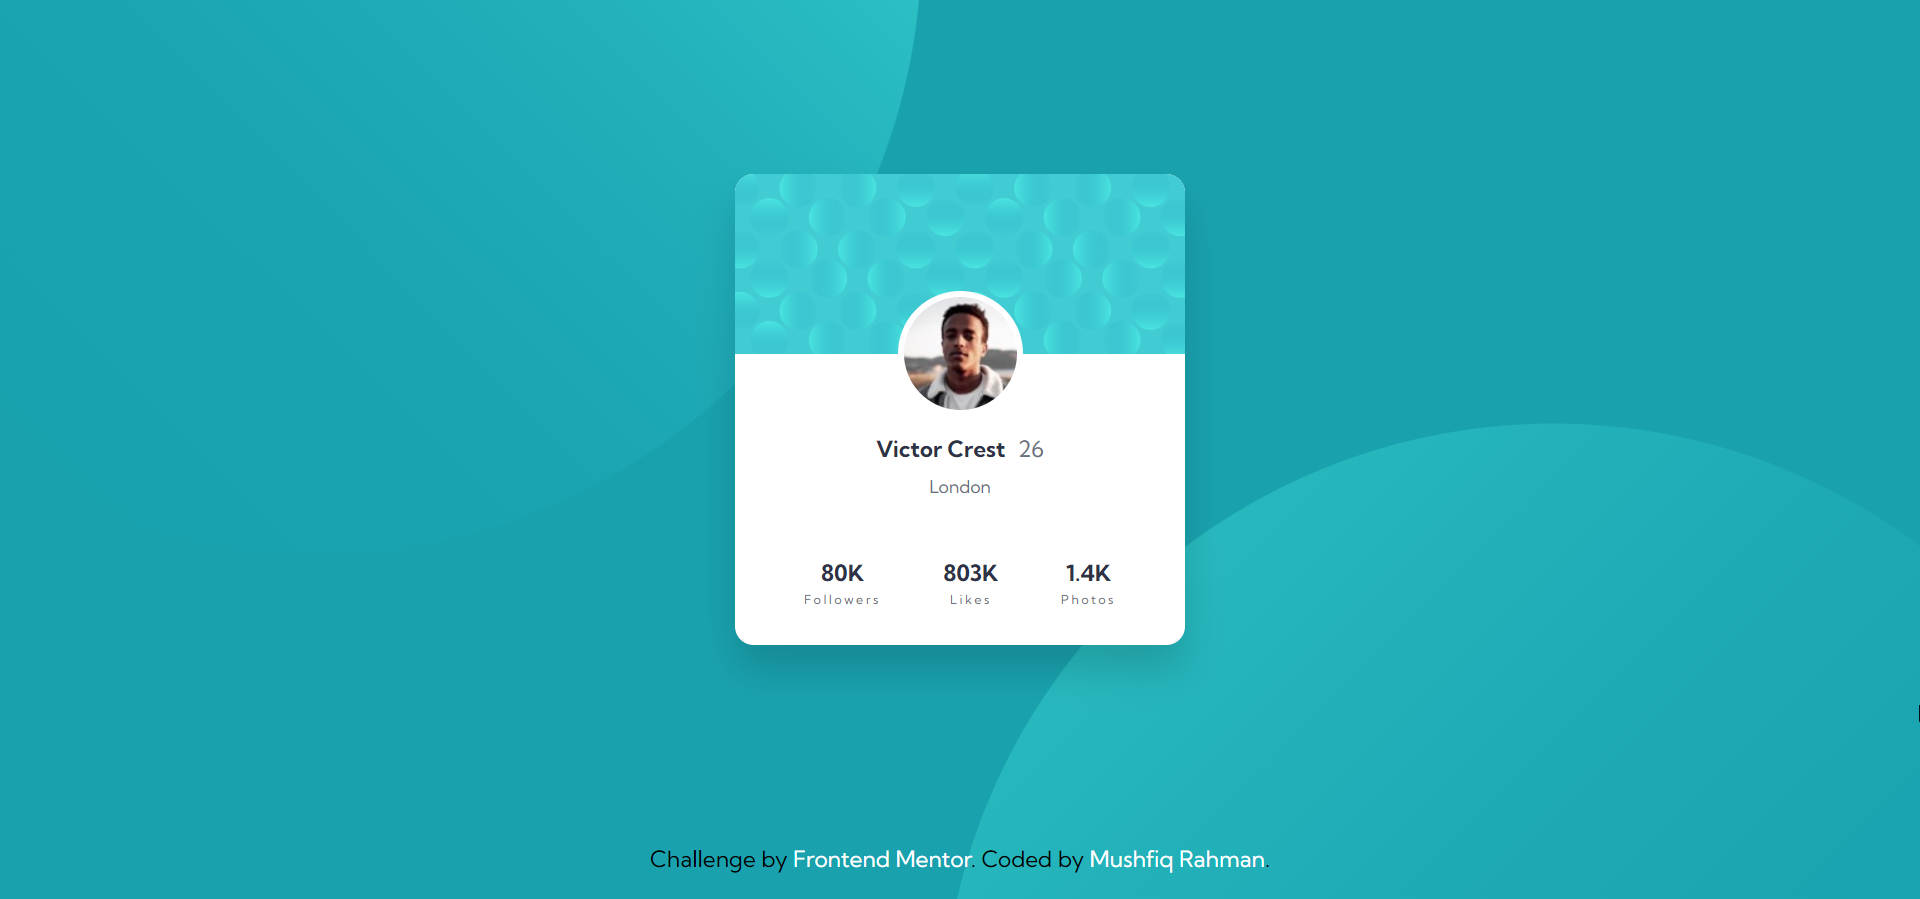 Victor Crest 26
London
80K 803K 1.4K
Followers Likes Photos
Challenge by Frontend Mentor. Coded by Mushfiq Rahman.